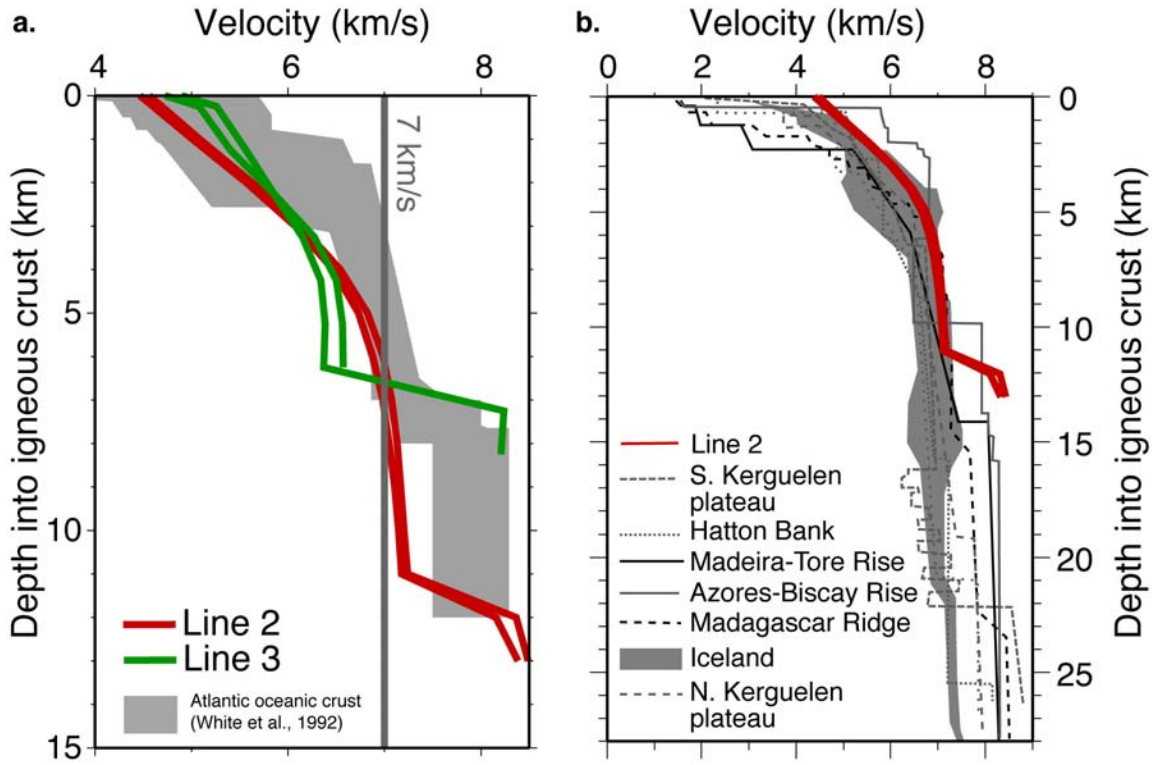 a.
Velocity (km/s)
4 6 8
0
5
10
15
Depth into igneous crust (km)
7 km/s
Line 2
Line 3
Atlantic oceanic crust
(White et al., 1992)
b.
Velocity (km/s)
0 2 4 6 8
0
5
10
15
20
25
Depth into igneous crust (km)
Line 2
S. Kerguelen
plateau
Hatton Bank
Madeira-Tore Rise
Azores-Biscay Rise
Madagascar Ridge
Iceland
N. Kerguelen
plateau